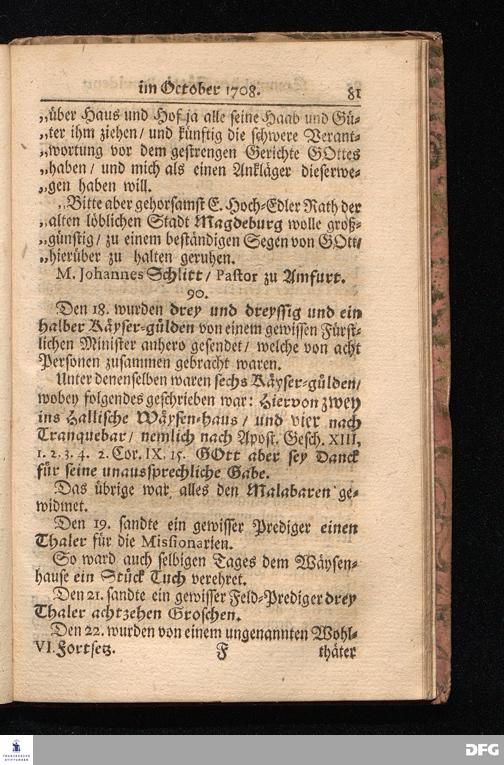 im October 1708. 81
„über Haus und Hof ja alle seine Haab und Gü-
„ter ihm ziehen / und künftig die schwere Verant-
„wortung vor dem gestrengen Gerichte GOttes
„haben / und mich als einen Ankläger dieserwe-
„gen haben will.
„Bitte aber gehorsamst E. Hoch-Edler Rath der
„alten löblichen Stadt Magdeburg wolle groß-
„günstig / zu einem beständigen Segen von GOtt /
„hierüber zu halten geruhen.
M. Johannes Schlitt / Pastor zu Amfurt.
90.
Den 18. wurden drey und dreyssig und ein
halber Käyser-gülden von einem gewissen Fürst-
lichen Minister anhero gesendet / welche von acht
Personen zusammen gebracht waren.
Unter denenselben waren sechs Käyser-gülden /
wobey folgendes geschrieben war: Hiervon zwey
ins Hallische Wäysen-haus / und vier nach
Tranquebar / nemlich nach Apost. Gesch. XIII,
1. 2. 3. 4. 2. Cor. IX. 15. GOtt aber sey Danck
für seine unaussprechliche Gabe.
Das übrige war alles den Malabaren ge-
widmet.
Den 19. sandte ein gewisser Prediger einen
Thaler für die Missionarien.
So ward auch selbigen Tages dem Wäysen-
hause ein Stück Tuch verehret.
Den 21. sandte ein gewisser Feld-Prediger drey
Thaler achtzehen Groschen.
Den 22. wurden von einem ungenannten Wohl-
VI. Fortsetz. F thäter
FRANCKESCHE
STIFTUNGEN
DFG